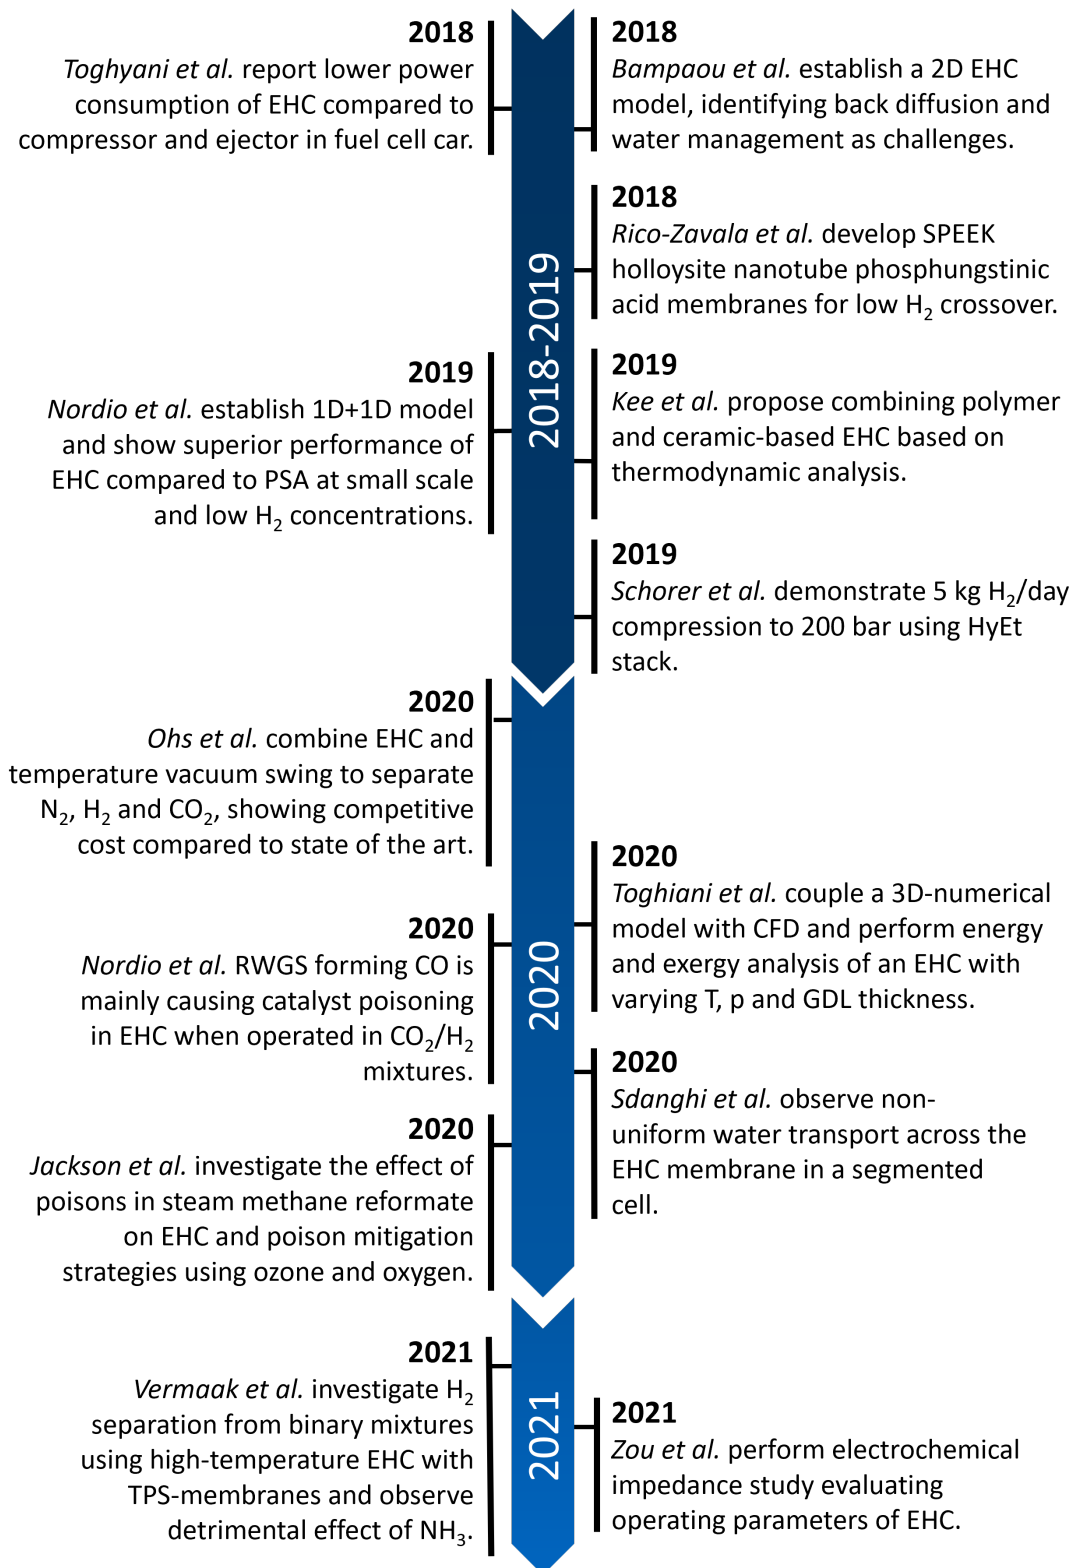 2018
Toghyani et al. report lower power
consumption of EHC compared to
compressor and ejector in fuel cell car.
2018
Bampaou et al. establish a 2D EHC
model, identifying back diffusion and
water management as challenges.
2018
Rico-Zavala et al. develop SPEEK
holloysite nanotube phosphungstinic
acid membranes for low H₂ crossover.
2018-2019
2019
Nordio et al. establish 1D+1D model
and show superior performance of
EHC compared to PSA at small scale
and low H₂ concentrations.
2019
Kee et al. propose combining polymer
and ceramic-based EHC based on
thermodynamic analysis.
2019
Schorer et al. demonstrate 5 kg H₂/day
compression to 200 bar using HyEt
stack.
2020
Ohs et al. combine EHC and
temperature vacuum swing to separate
N₂, H₂ and CO₂, showing competitive
cost compared to state of the art.
2020
Toghiani et al. couple a 3D-numerical
model with CFD and perform energy
and exergy analysis of an EHC with
varying T, p and GDL thickness.
2020
2020
Nordio et al. RWGS forming CO is
mainly causing catalyst poisoning
in EHC when operated in CO₂/H₂
mixtures.
2020
Sdanghi et al. observe non-
uniform water transport across the
EHC membrane in a segmented
cell.
2020
Jackson et al. investigate the effect of
poisons in steam methane reformate
on EHC and poison mitigation
strategies using ozone and oxygen.
2021
Vermaak et al. investigate H₂
separation from binary mixtures
using high-temperature EHC with
TPS-membranes and observe
detrimental effect of NH₃.
2021
2021
Zou et al. perform electrochemical
impedance study evaluating
operating parameters of EHC.